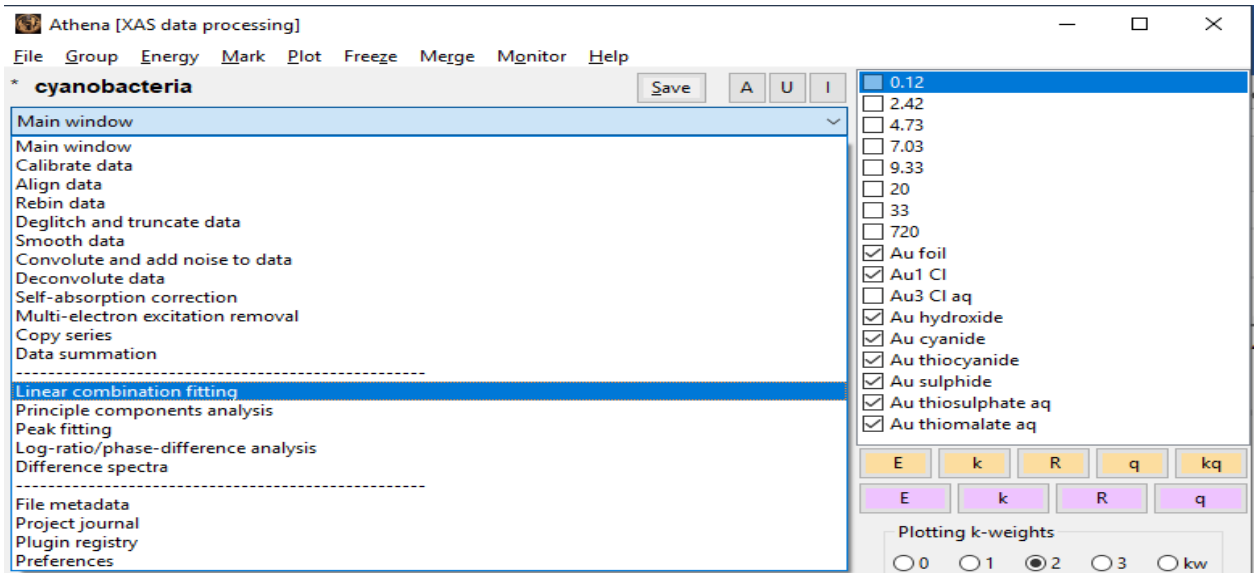 Athena [XAS data processing]
File Group Energy Mark Plot Freeze Merge Monitor Help
* cyanobacteria
Save A U I
Main window
Main window
Calibrate data
Align data
Rebin data
Deglitch and truncate data
Smooth data
Convolute and add noise to data
Deconvolute data
Self-absorption correction
Multi-electron excitation removal
Copy series
Data summation
------------------------------------------------------
Linear combination fitting
Principle components analysis
Peak fitting
Log-ratio/phase-difference analysis
Difference spectra
------------------------------------------------------
File metadata
Project journal
Plugin registry
Preferences
0.12
2.42
4.73
7.03
9.33
20
33
720
Au foil
Au1 Cl
Au3 Cl aq
Au hydroxide
Au cyanide
Au thiocyanide
Au sulphide
Au thiosulphate aq
Au thiomalate aq
E k R q kq
E k R q
Plotting k-weights
0 1 2 3 kw